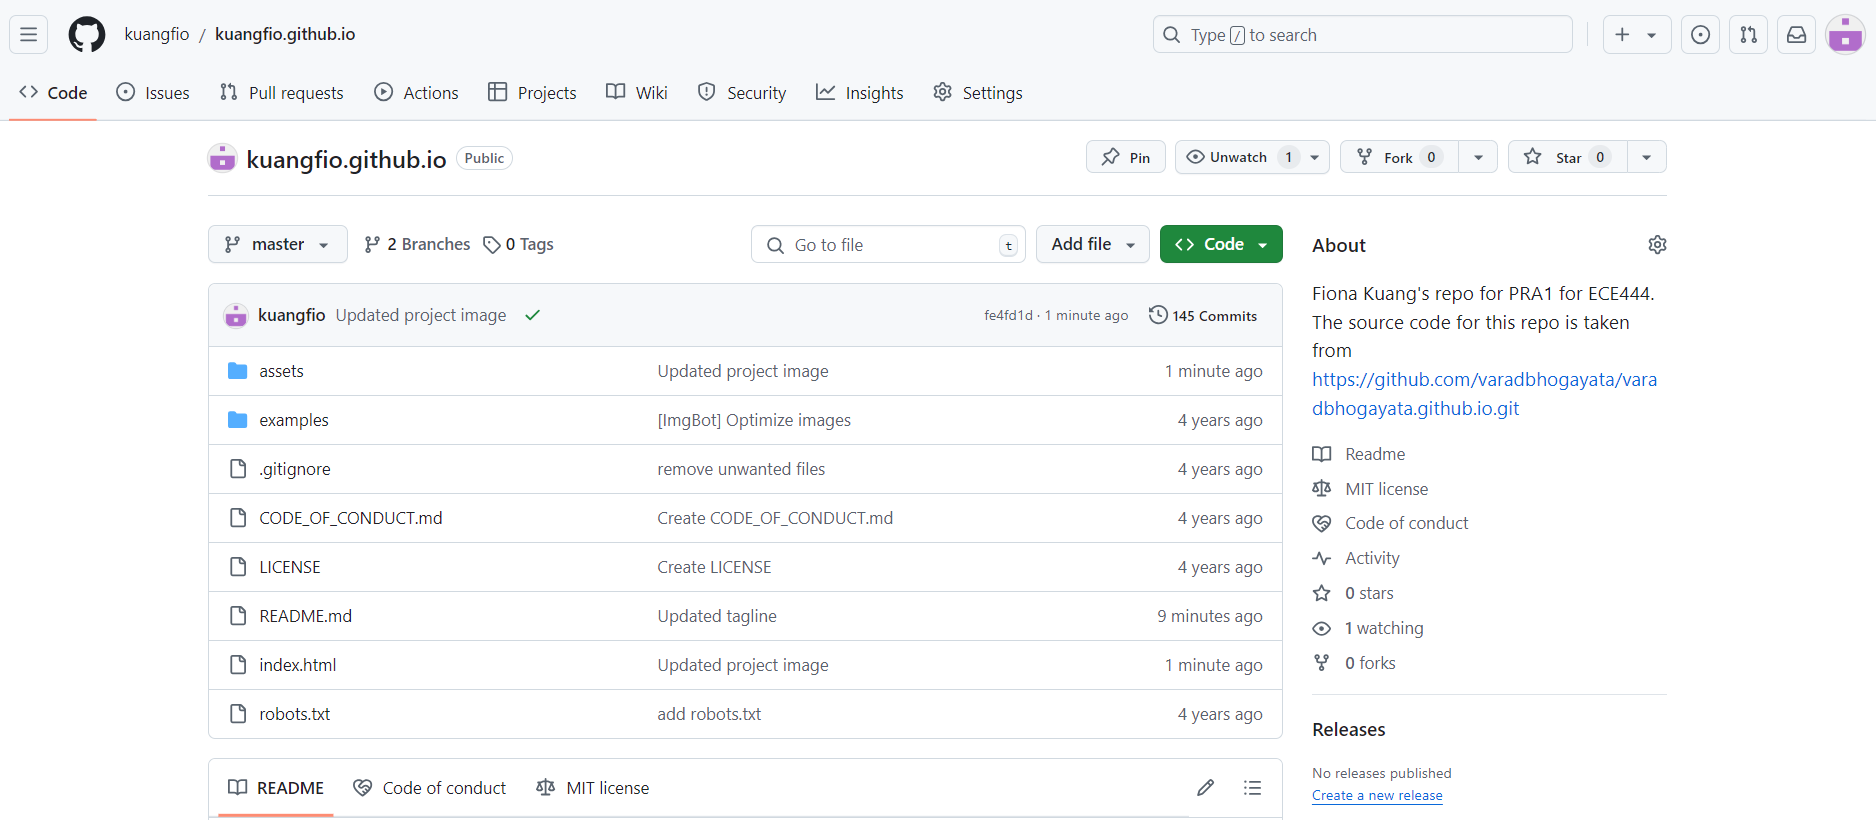 kuangfio / kuangfio.github.io
Type / to search
Code Issues Pull requests Actions Projects Wiki Security Insights Settings
kuangfio.github.io Public
Pin Unwatch 1 Fork 0 Star 0
master 2 Branches 0 Tags Go to file t Add file Code
kuangfio Updated project image fe4fd1d · 1 minute ago 145 Commits
assets Updated project image 1 minute ago
examples [ImgBot] Optimize images 4 years ago
.gitignore remove unwanted files 4 years ago
CODE_OF_CONDUCT.md Create CODE_OF_CONDUCT.md 4 years ago
LICENSE Create LICENSE 4 years ago
README.md Updated tagline 9 minutes ago
index.html Updated project image 1 minute ago
robots.txt add robots.txt 4 years ago
README Code of conduct MIT license
About
Fiona Kuang's repo for PRA1 for ECE444.
The source code for this repo is taken
from
https://github.com/varadbhogayata/vara
dbhogayata.github.io.git
Readme
MIT license
Code of conduct
Activity
0 stars
1 watching
0 forks
Releases
No releases published
Create a new release